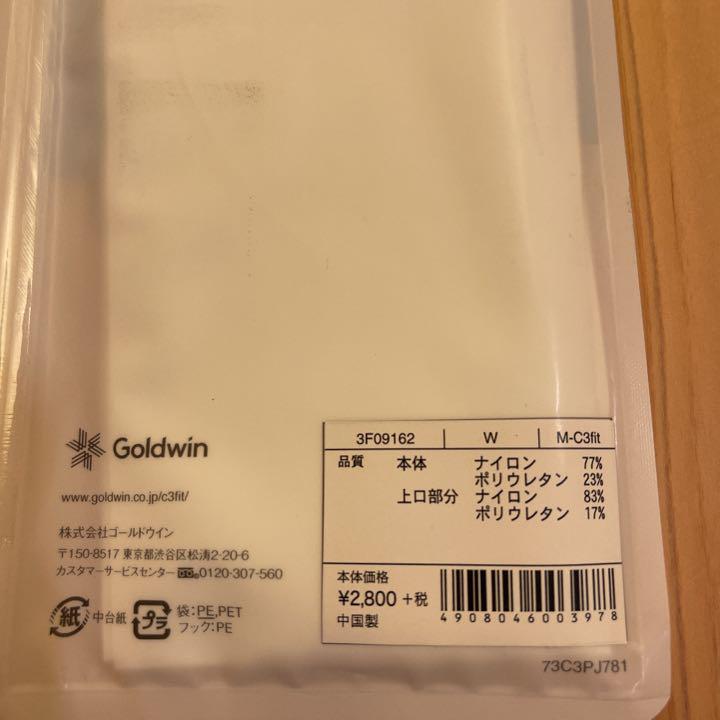 Goldwin
www.goldwin.co.jp/c3fit/
株式会社ゴールドウイン
〒150-8517 東京都渋谷区松濤2-20-6
カスタマーサービスセンター 0120-307-560
紙 中台紙 プラ 袋:PE,PET
フック:PE
3F09162 W M-C3fit
品質 本体 ナイロン 77%
ポリウレタン 23%
上口部分 ナイロン 83%
ポリウレタン 17%
本体価格
¥2,800 +税
中国製
4908046003978
73C3PJ781